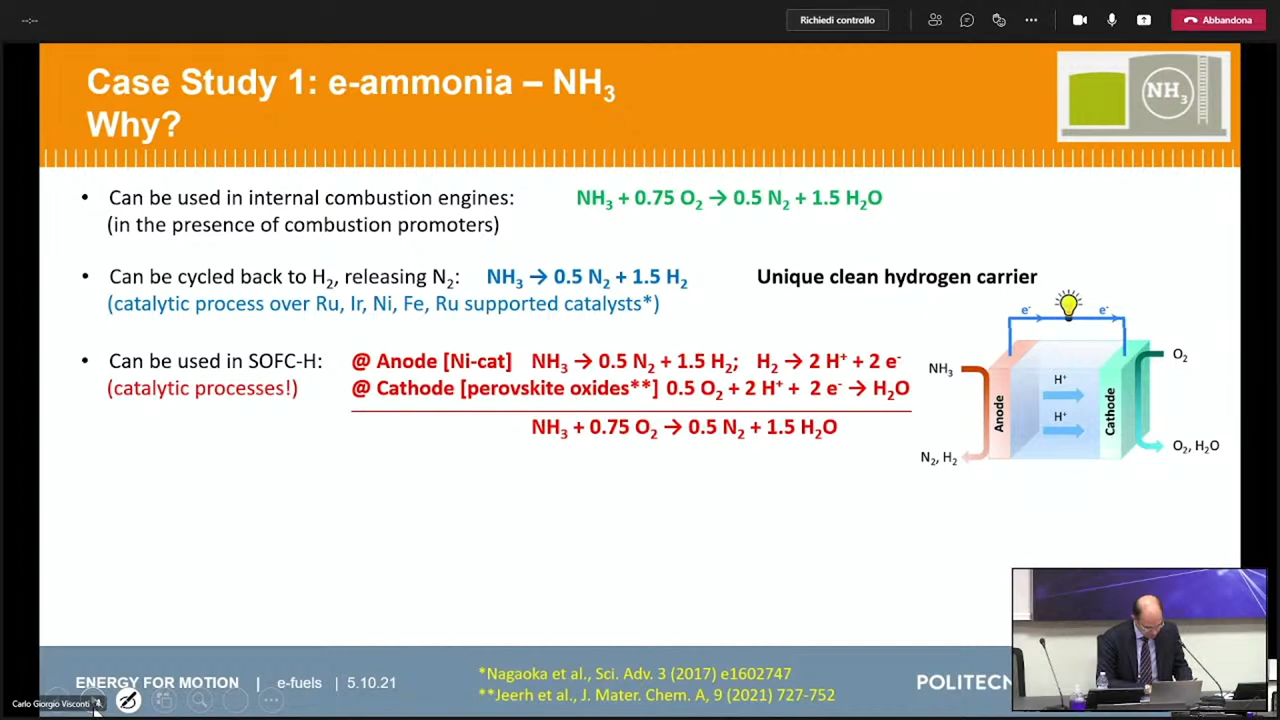 --:--
Richiedi controllo
Abbandona
Case Study 1: e-ammonia – NH₃
Why?
NH₃
• Can be used in internal combustion engines: NH₃ + 0.75 O₂ → 0.5 N₂ + 1.5 H₂O
(in the presence of combustion promoters)
• Can be cycled back to H₂, releasing N₂: NH₃ → 0.5 N₂ + 1.5 H₂ Unique clean hydrogen carrier
(catalytic process over Ru, Ir, Ni, Fe, Ru supported catalysts*)
• Can be used in SOFC-H: @ Anode [Ni-cat] NH₃ → 0.5 N₂ + 1.5 H₂; H₂ → 2 H⁺ + 2 e⁻
(catalytic processes!) @ Cathode [perovskite oxides**] 0.5 O₂ + 2 H⁺ + 2 e⁻ → H₂O
NH₃ + 0.75 O₂ → 0.5 N₂ + 1.5 H₂O
e⁻ e⁻
NH₃
O₂
H⁺
H⁺
Anode
Cathode
N₂, H₂
O₂, H₂O
ENERGY FOR MOTION | e-fuels | 5.10.21
*Nagaoka et al., Sci. Adv. 3 (2017) e1602747
**Jeerh et al., J. Mater. Chem. A, 9 (2021) 727-752
POLITECN
Carlo Giorgio Visconti